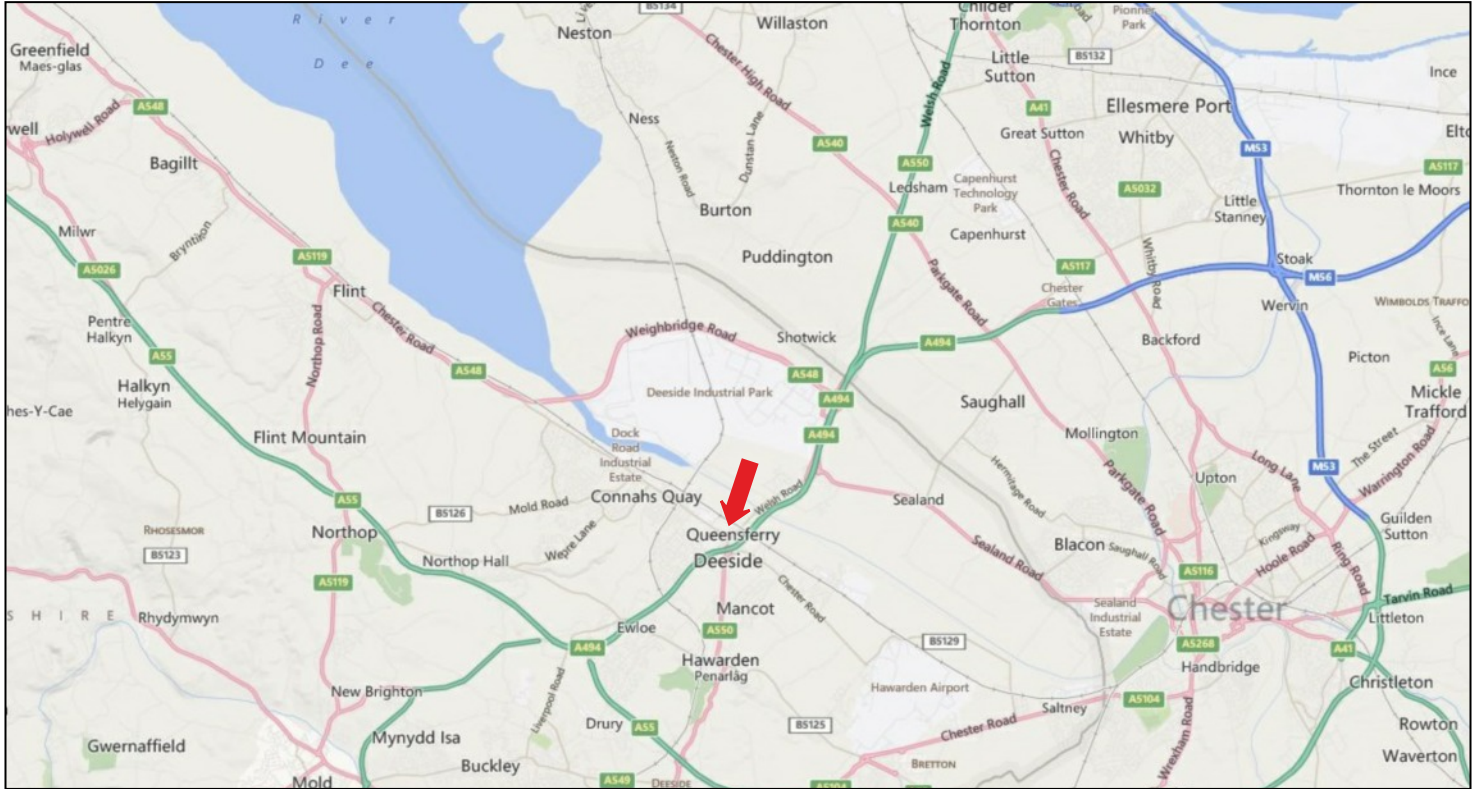 River
Dee
B5134
Willaston
Childer
Thornton
Pionner
Park
Neston
Greenfield
Maes-glas
Little
Sutton
B5132
Ince
Chester High Road
Welsh Road
A548
Holywell Road
well
A41
Ellesmere Port
Ness
Great Sutton
Whitby
Elto
Dunstan Lane
Neston Road
A540
M53
Bagillt
A550
Ledsham
Capenhurst
Technology
Park
Chester Road
A5032
A5117
Thornton le Moors
Little
Stanney
Burton
A540
Milwr
Bryntirion
Capenhurst
Puddington
A5119
A5026
Flint
Whitby Road
A5117
Stoak
M56
Chester
Gates
Parkgate Road
Wervin
WIMBOLDS TRAFFO
Ince Lane
Pentre
Halkyn
Northop Road
Chester Road
Weighbridge Road
Shotwick
A494
Backford
A55
A548
Picton
A56
Halkyn
Helygain
Deeside Industrial Park
A548
A494
Saughall
Mickle
Trafford
hes-Y-Cae
Flint Mountain
Dock
Road
Industrial
Estate
A494
Mollington
The Street
Long Lane
Warrington Road
M53
Hermitage Road
Parkgate Road
Upton
A55
Connahs Quay
Mold Road
B5126
Welsh Road
Sealand
Northop
RHOSESMOR
B5123
Queensferry
Deeside
Guilden
Sutton
Kingsway
Hoole Road
Ring Road
Wepre Lane
Northop Hall
Sealand Road
Blacon
Saughall Road
A5116
A5119
Chester Road
Tarvin Road
SHIRE
Rhydymwyn
Mancot
Sealand
Industrial
Estate
Chester
Littleton
Ewloe
A550
B5129
A494
A5268
A41
Hawarden
Penarlâg
Handbridge
New Brighton
Liverpool Road
Hawarden Airport
Christleton
Saltney
A5104
Drury
A55
B5125
Chester Road
Wrexham Road
Rowton
Gwernaffield
Mynydd Isa
Buckley
BRETTON
Waverton
Mold
A549
DEESIDE
A5104